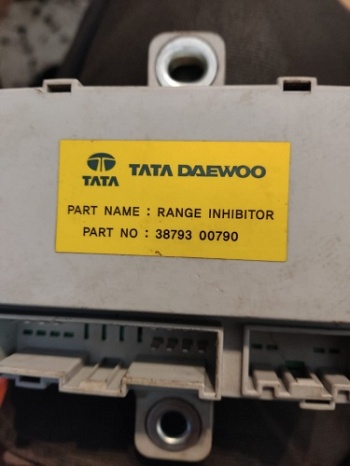 TATA TATA DAEWOO
PART NAME : RANGE INHIBITOR
PART NO : 38793 00790